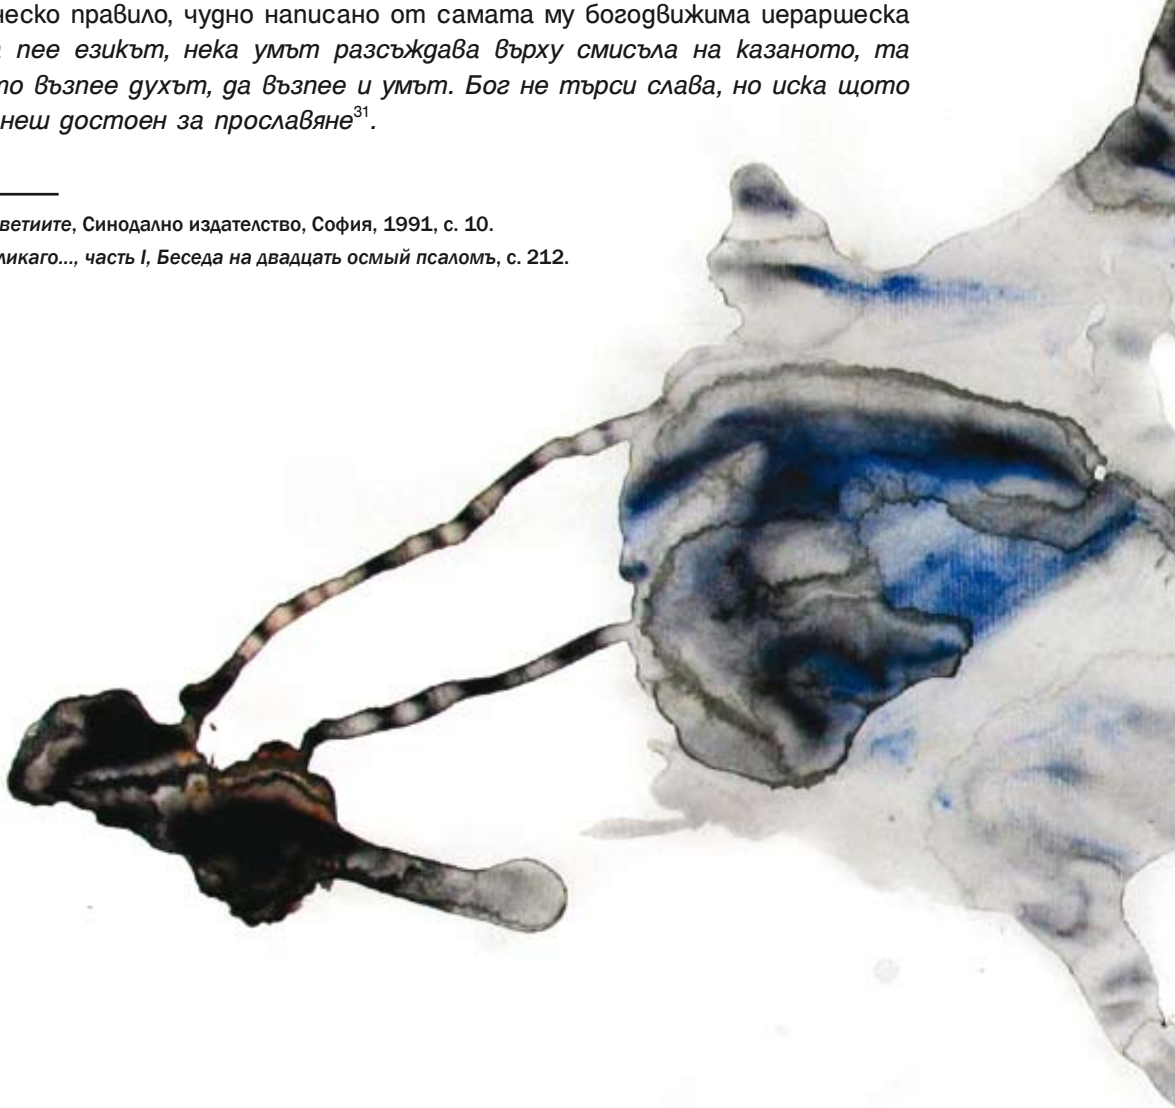 ческо правило, чудно написано от самата му богодвижима иераршеска
пее езикът, нека умът разсъждава върху смисъла на казаното, та
то възпее духът, да възпее и умът. Бог не търси слава, но иска щото
неш достоен за прославяне³¹.
ветиите, Синодално издателство, София, 1991, с. 10.
ликаго..., часть I, Беседа на двадцать осмый псаломъ, с. 212.